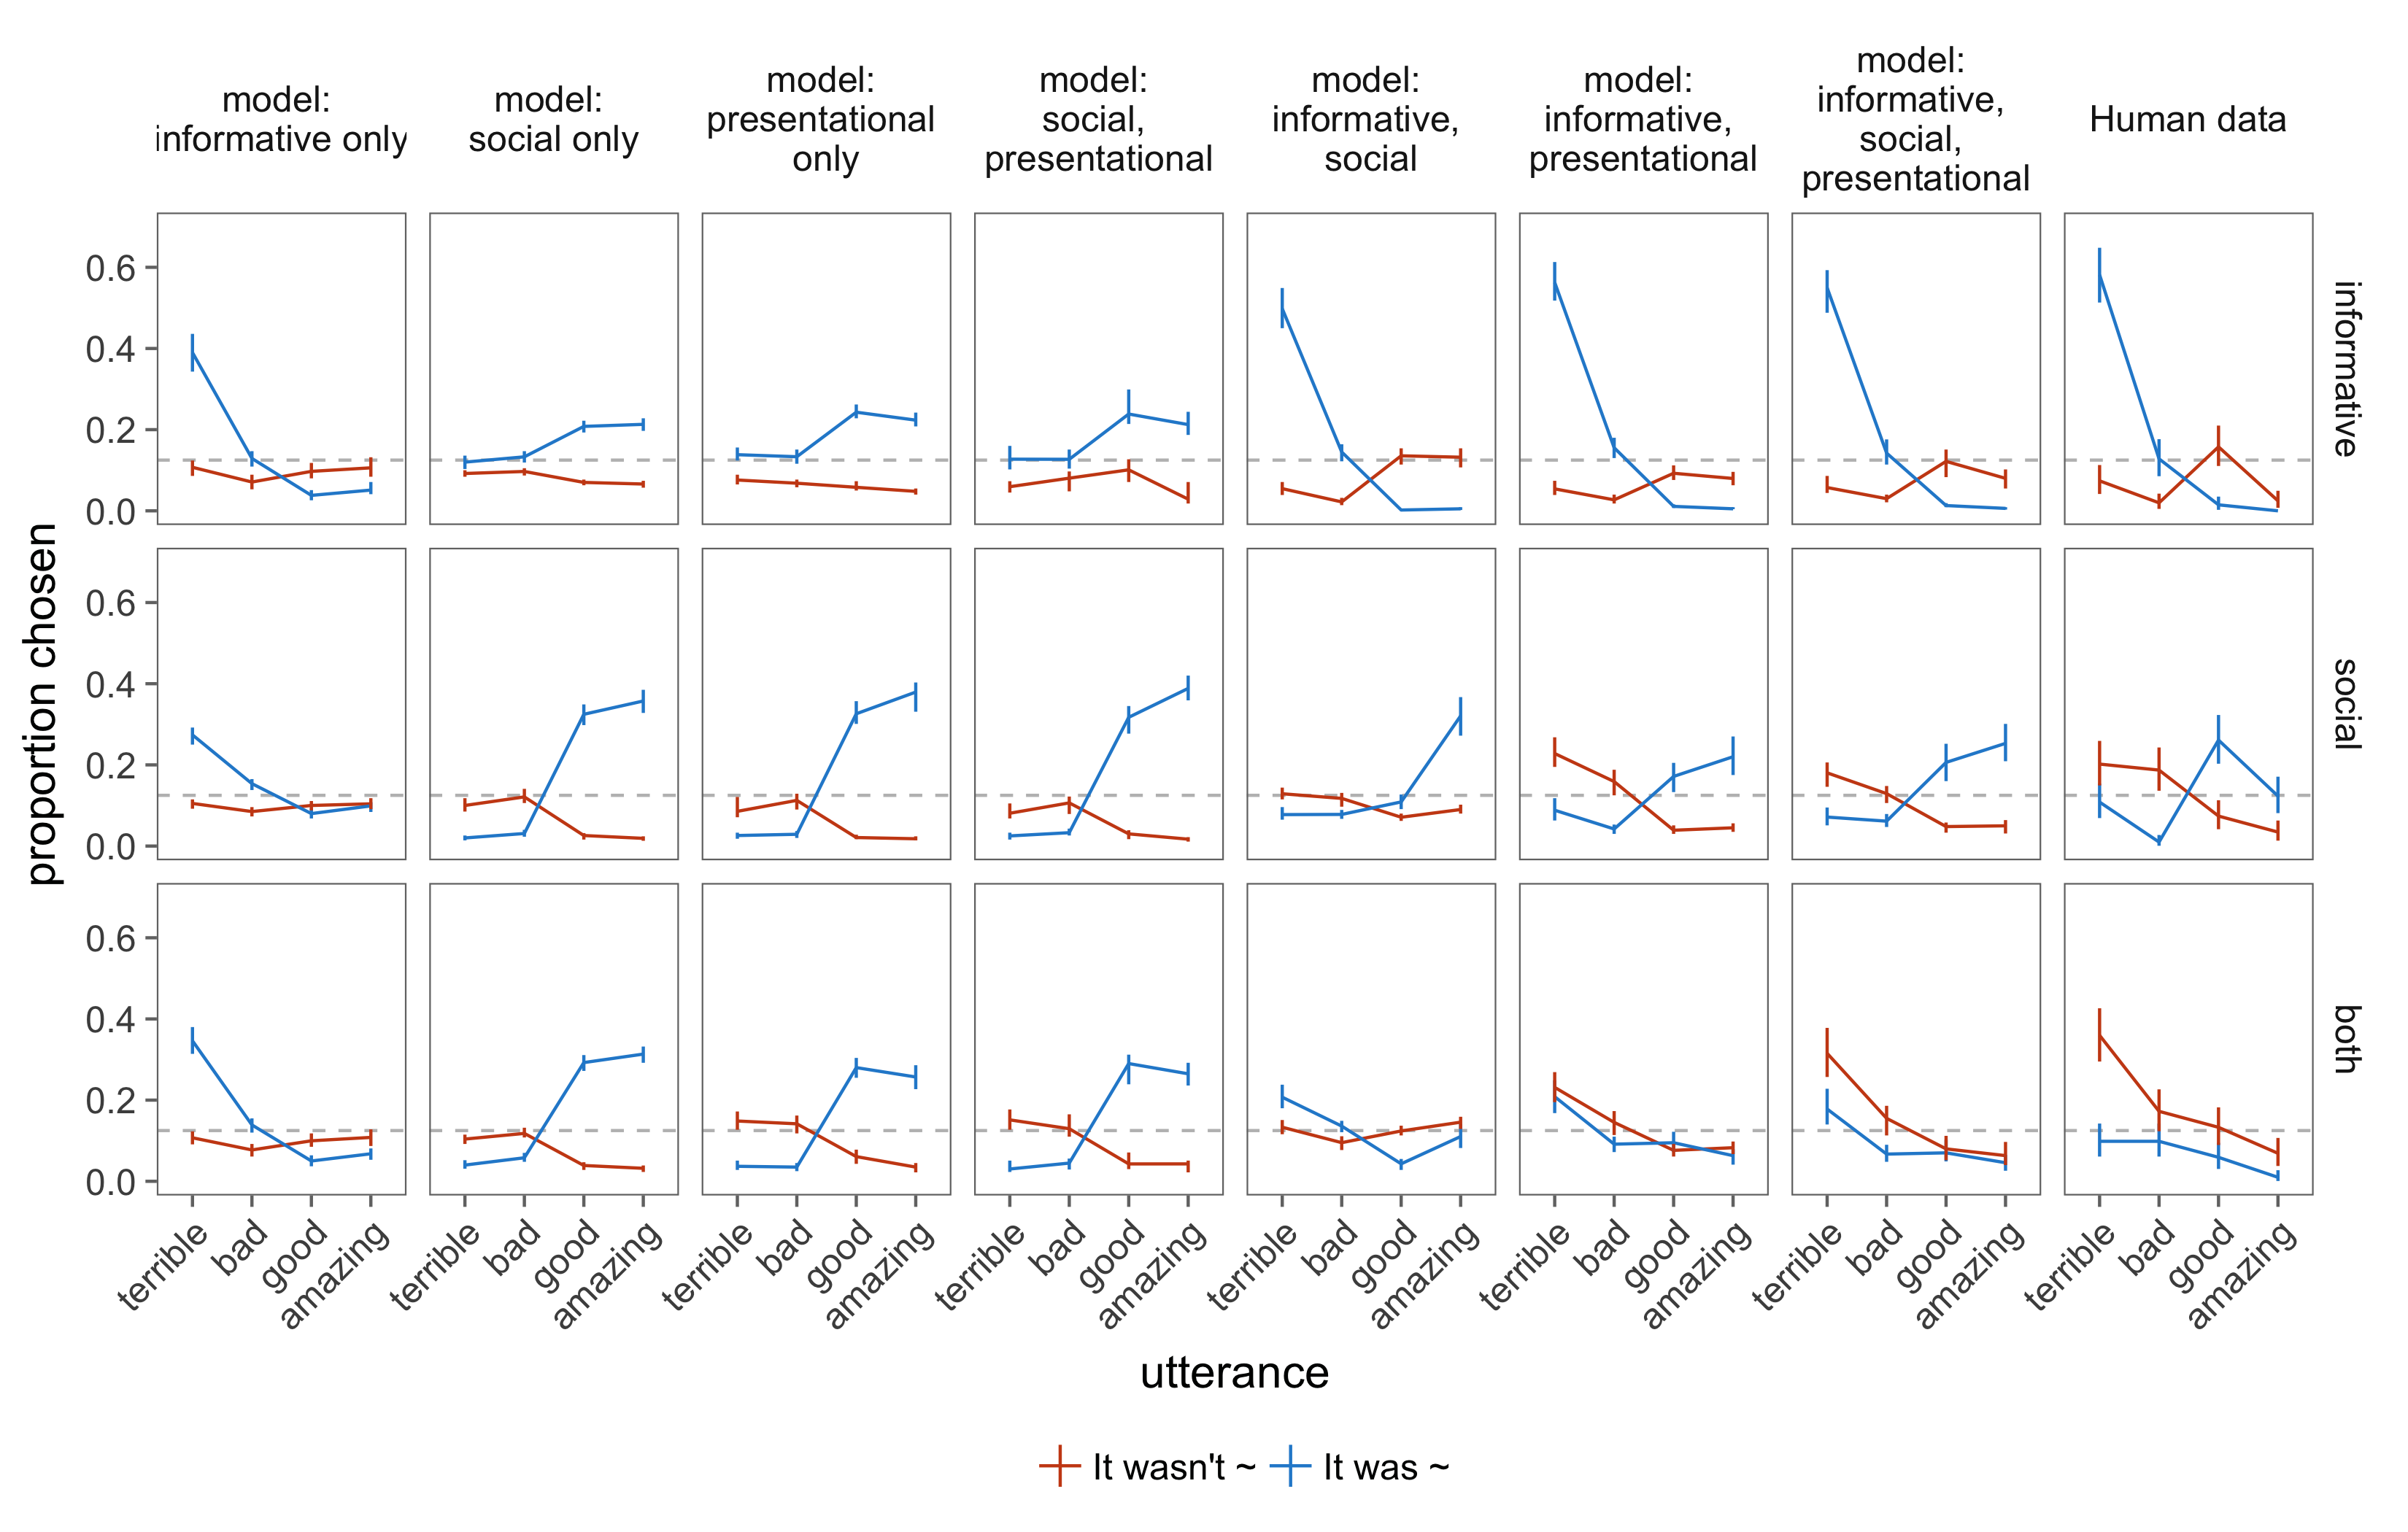 model:
informative only
model:
social only
model:
presentational
only
model:
social,
presentational
model:
informative,
social
model:
informative,
presentational
model:
informative,
social,
presentational
Human data
proportion chosen
0.6
0.4
0.2
0.0
informative
0.6
0.4
0.2
0.0
social
0.6
0.4
0.2
0.0
both
terrible bad good amazing
terrible bad good amazing
terrible bad good amazing
terrible bad good amazing
terrible bad good amazing
terrible bad good amazing
terrible bad good amazing
terrible bad good amazing
utterance
It wasn't ~ It was ~